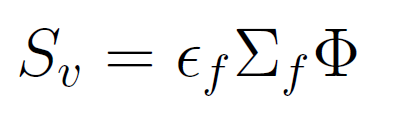 $S_v = \epsilon_f \Sigma_f \Phi$